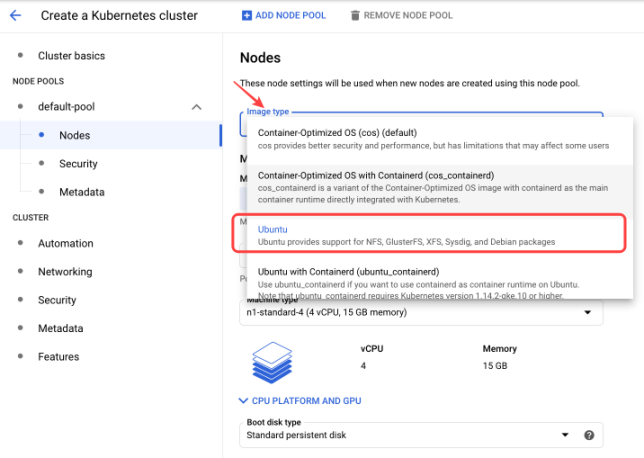 Create a Kubernetes cluster
ADD NODE POOL
REMOVE NODE POOL
Cluster basics
NODE POOLS
default-pool
Nodes
Security
Metadata
CLUSTER
Automation
Networking
Security
Metadata
Features
Nodes
These node settings will be used when new nodes are created using this node pool.
Image type
Container-Optimized OS (cos) (default)
cos provides better security and performance, but has limitations that may affect some users
Container-Optimized OS with Containerd (cos_containerd)
cos_containerd is a variant of the Container-Optimized OS image with containerd as the main
container runtime directly integrated with Kubernetes.
Ubuntu
Ubuntu provides support for NFS, GlusterFS, XFS, Sysdig, and Debian packages
Ubuntu with Containerd (ubuntu_containerd)
Use ubuntu_containerd if you want to use containerd as container runtime on Ubuntu.
Note that ubuntu_containerd requires Kubernetes version 1.14.2-gke.10 or higher.
Machine type
n1-standard-4 (4 vCPU, 15 GB memory)
vCPU
Memory
4
15 GB
CPU PLATFORM AND GPU
Boot disk type
Standard persistent disk